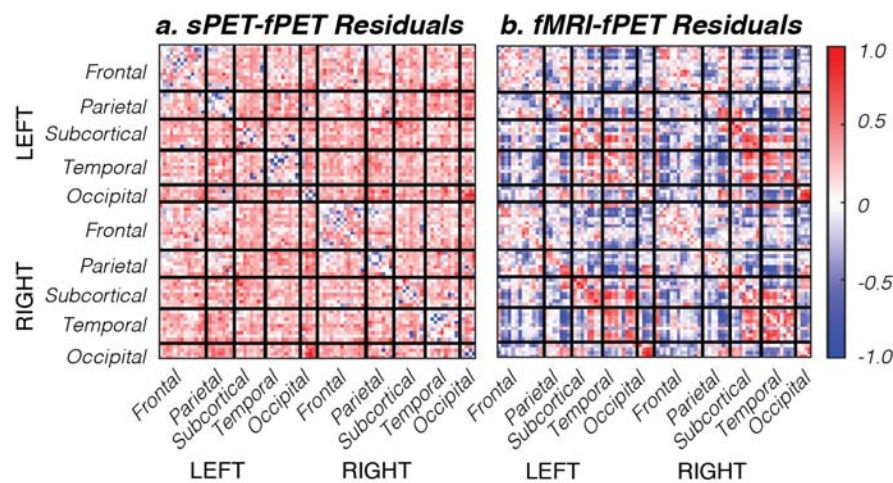 a. sPET-fPET Residuals
b. fMRI-fPET Residuals
LEFT
Frontal
Parietal
Subcortical
Temporal
Occipital
RIGHT
Frontal
Parietal
Subcortical
Temporal
Occipital
1.0
0.5
0
-0.5
-1.0
Frontal
Parietal
Subcortical
Temporal
Occipital
Frontal
Parietal
Subcortical
Temporal
Occipital
LEFT
RIGHT
Frontal
Parietal
Subcortical
Temporal
Occipital
Frontal
Parietal
Subcortical
Temporal
Occipital
LEFT
RIGHT